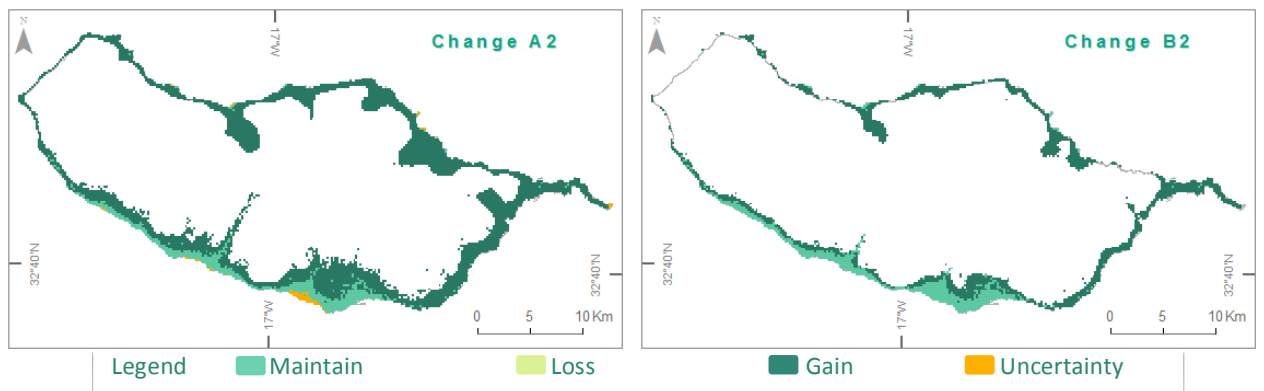 N
17°W
Change A2
32°40'N
32°40'N
17°W
0 5 10 Km
N
17°W
Change B2
32°40'N
32°40'N
17°W
0 5 10 Km
Legend Maintain Loss Gain Uncertainty